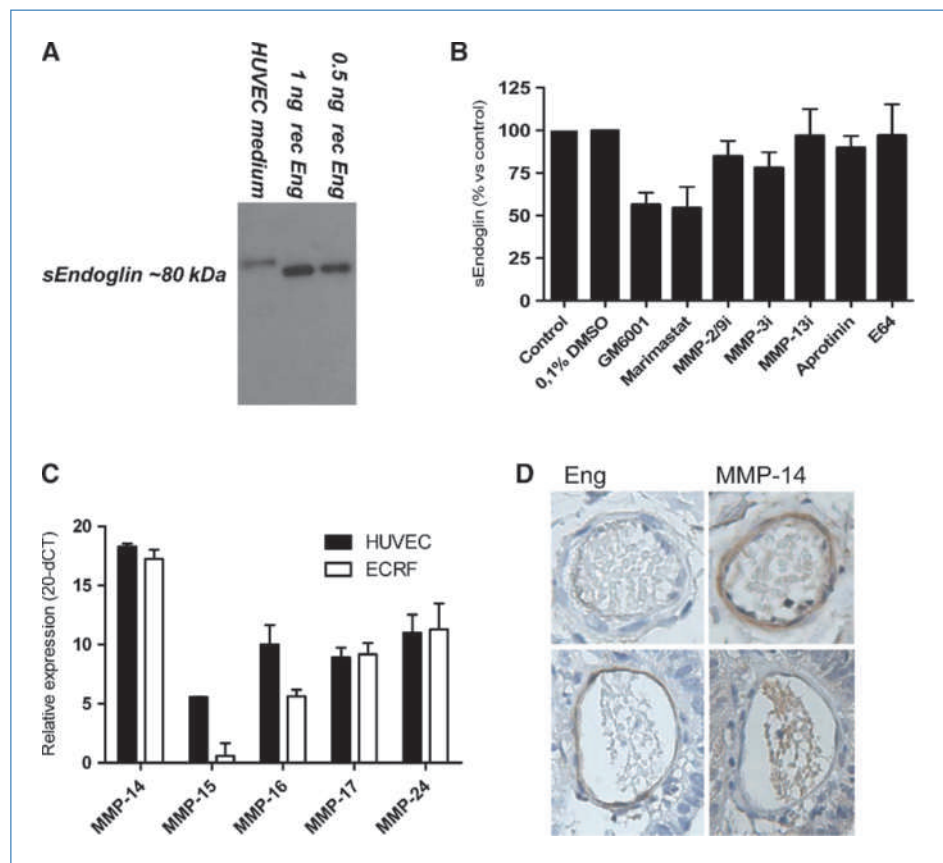 A
HUVEC medium
1 ng rec Eng
0.5 ng rec Eng
sEndoglin ~80 kDa
B
sEndoglin (% vs control)
125
100
75
50
25
0
Control
0,1% DMSO
GM6001
Marimastat
MMP-2/9i
MMP-3i
MMP-13i
Aprotinin
E64
C
Relative expression (20-dCT)
20
15
10
5
0
HUVEC
ECRF
MMP-14
MMP-15
MMP-16
MMP-17
MMP-24
D
Eng
MMP-14